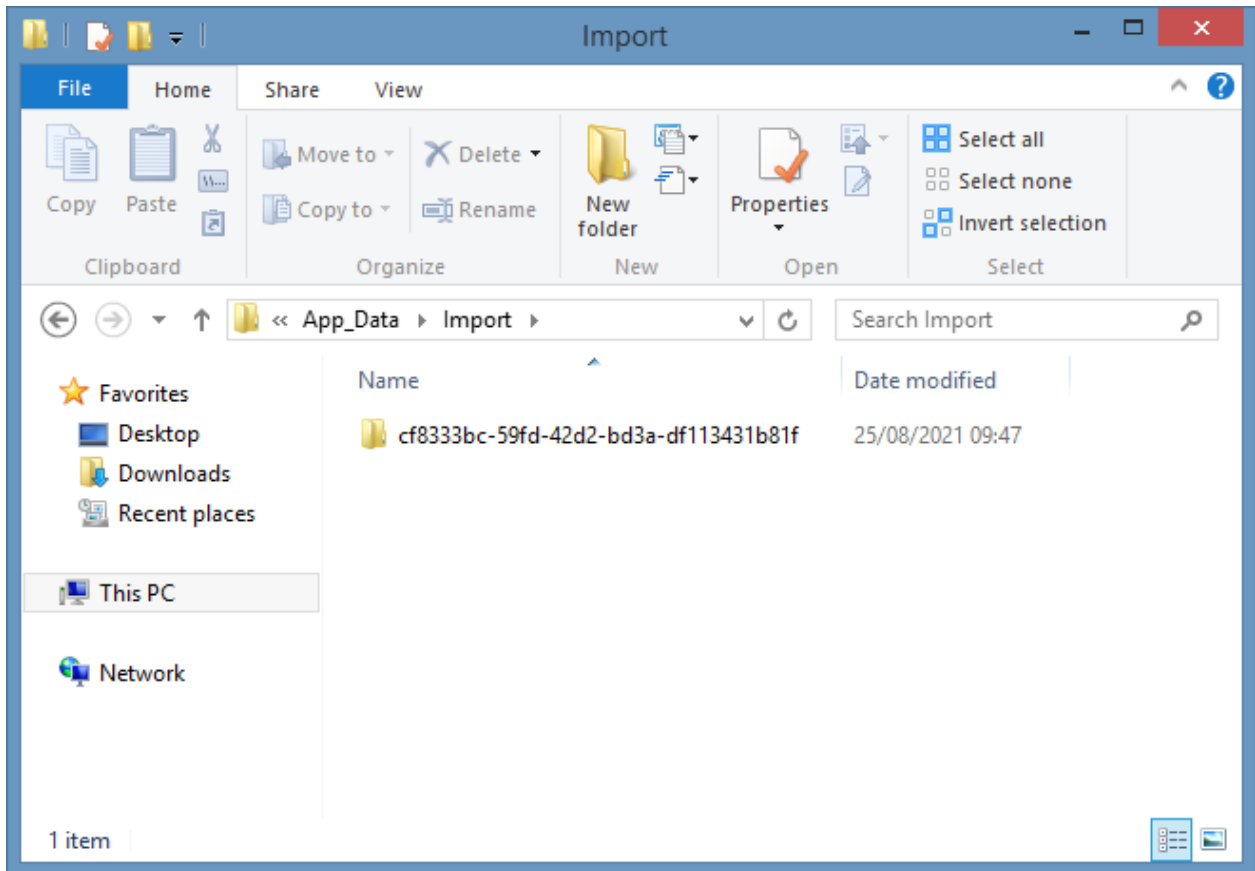 Import
File Home Share View
Copy
Paste
Move to
Copy to
Delete
Rename
New
folder
Properties
Select all
Select none
Invert selection
Clipboard Organize New Open Select
« App_Data Import
Search Import
Name Date modified
Favorites
Desktop
Downloads
Recent places
This PC
Network
cf8333bc-59fd-42d2-bd3a-df113431b81f 25/08/2021 09:47
1 item